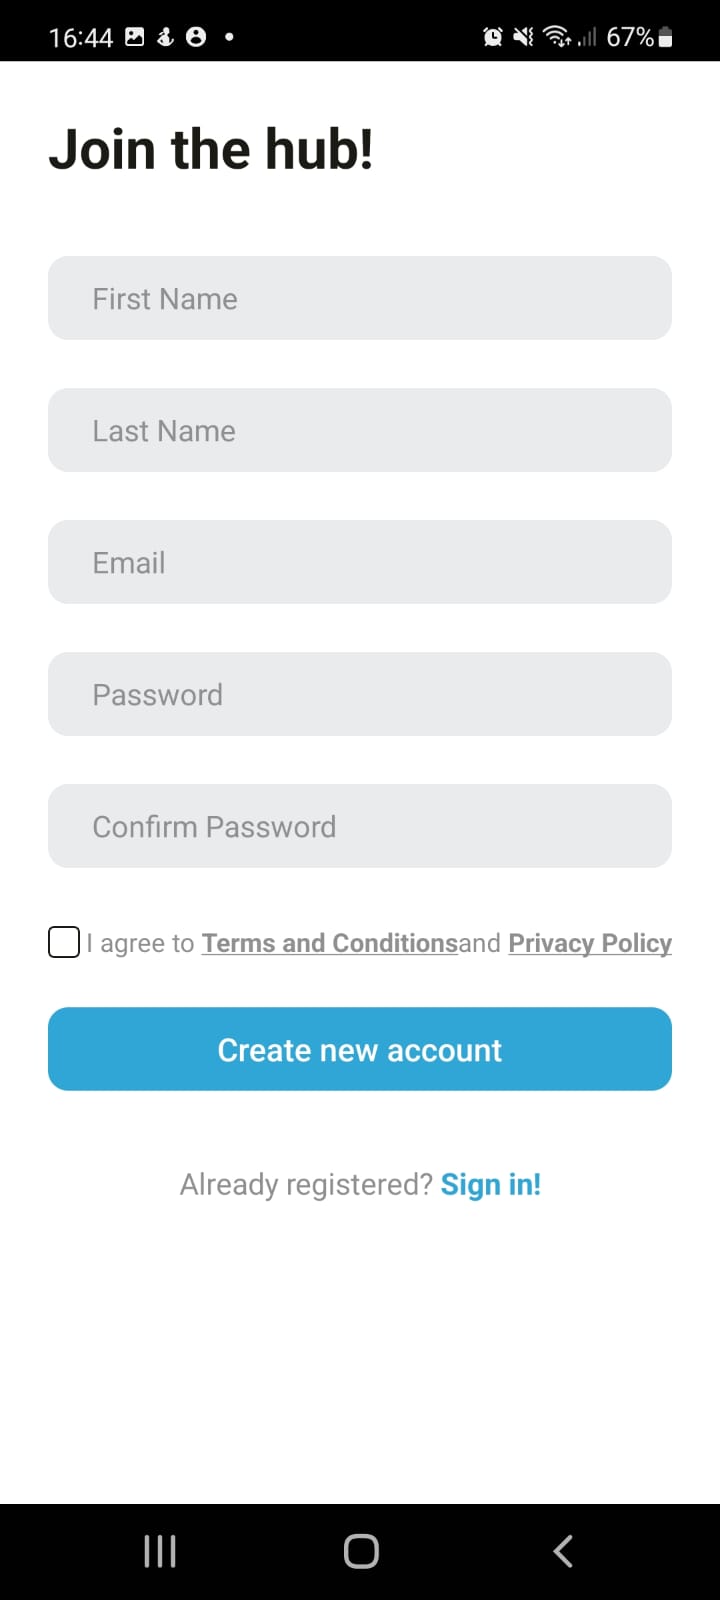 16:44 67%
Join the hub!
First Name
Last Name
Email
Password
Confirm Password
I agree to Terms and Conditionsand Privacy Policy
Create new account
Already registered? Sign in!